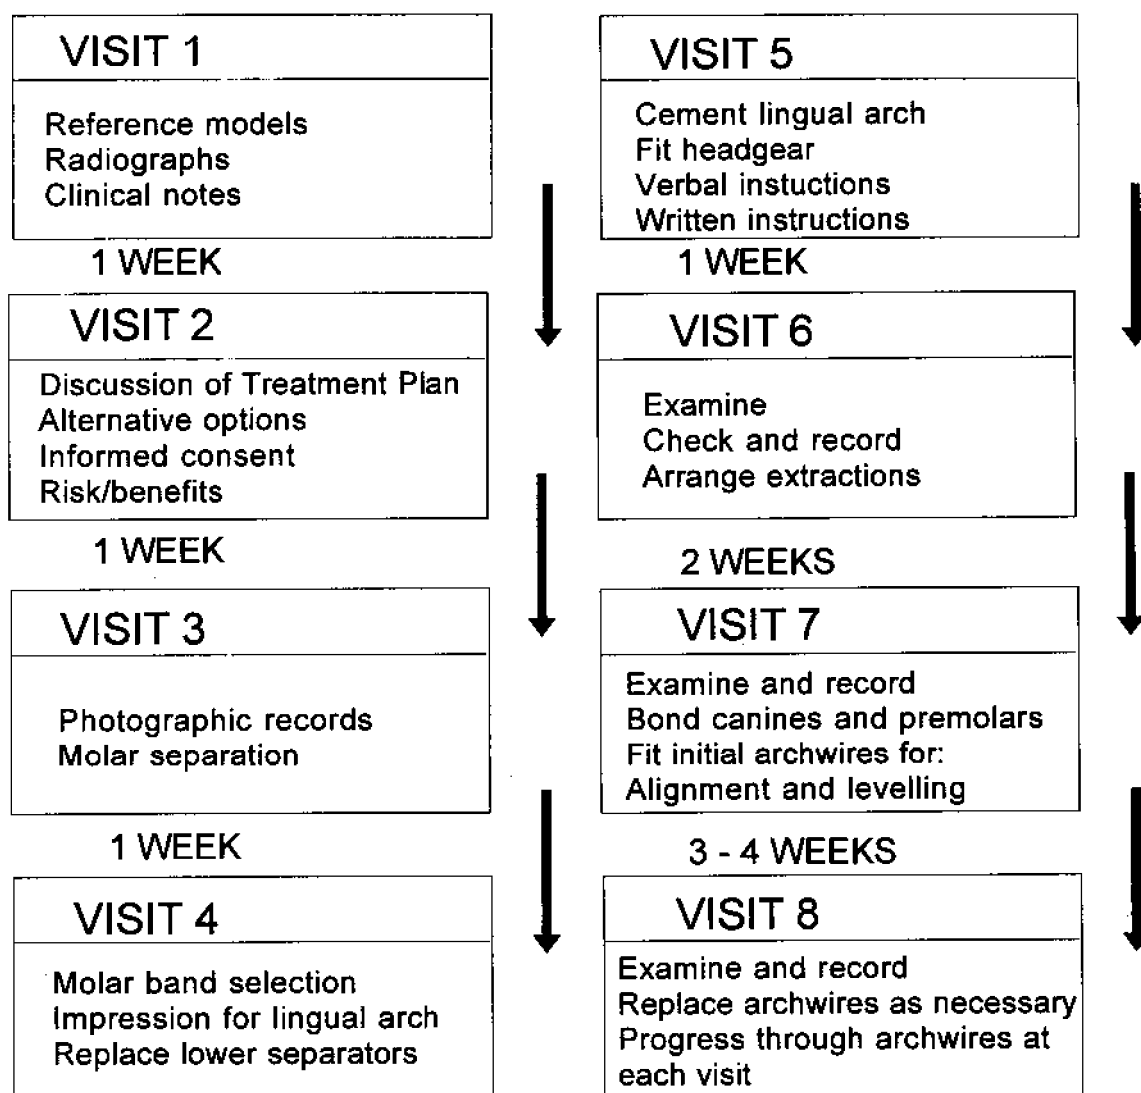 VISIT 1
Reference models
Radiographs
Clinical notes
1 WEEK
VISIT 2
Discussion of Treatment Plan
Alternative options
Informed consent
Risk/benefits
1 WEEK
VISIT 3
Photographic records
Molar separation
1 WEEK
VISIT 4
Molar band selection
Impression for lingual arch
Replace lower separators
VISIT 5
Cement lingual arch
Fit headgear
Verbal instuctions
Written instructions
1 WEEK
VISIT 6
Examine
Check and record
Arrange extractions
2 WEEKS
VISIT 7
Examine and record
Bond canines and premolars
Fit initial archwires for:
Alignment and levelling
3 - 4 WEEKS
VISIT 8
Examine and record
Replace archwires as necessary
Progress through archwires at
each visit